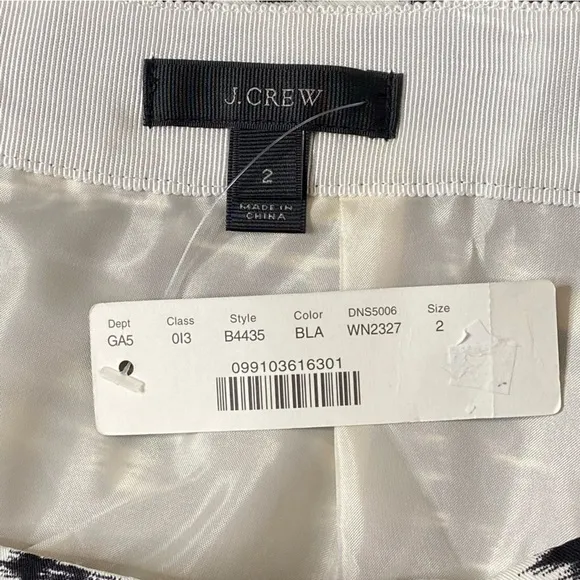 J.CREW
2
MADE IN
CHINA
Dept Class Style Color DNS5006 Size
GA5 0I3 B4435 BLA WN2327 2
099103616301